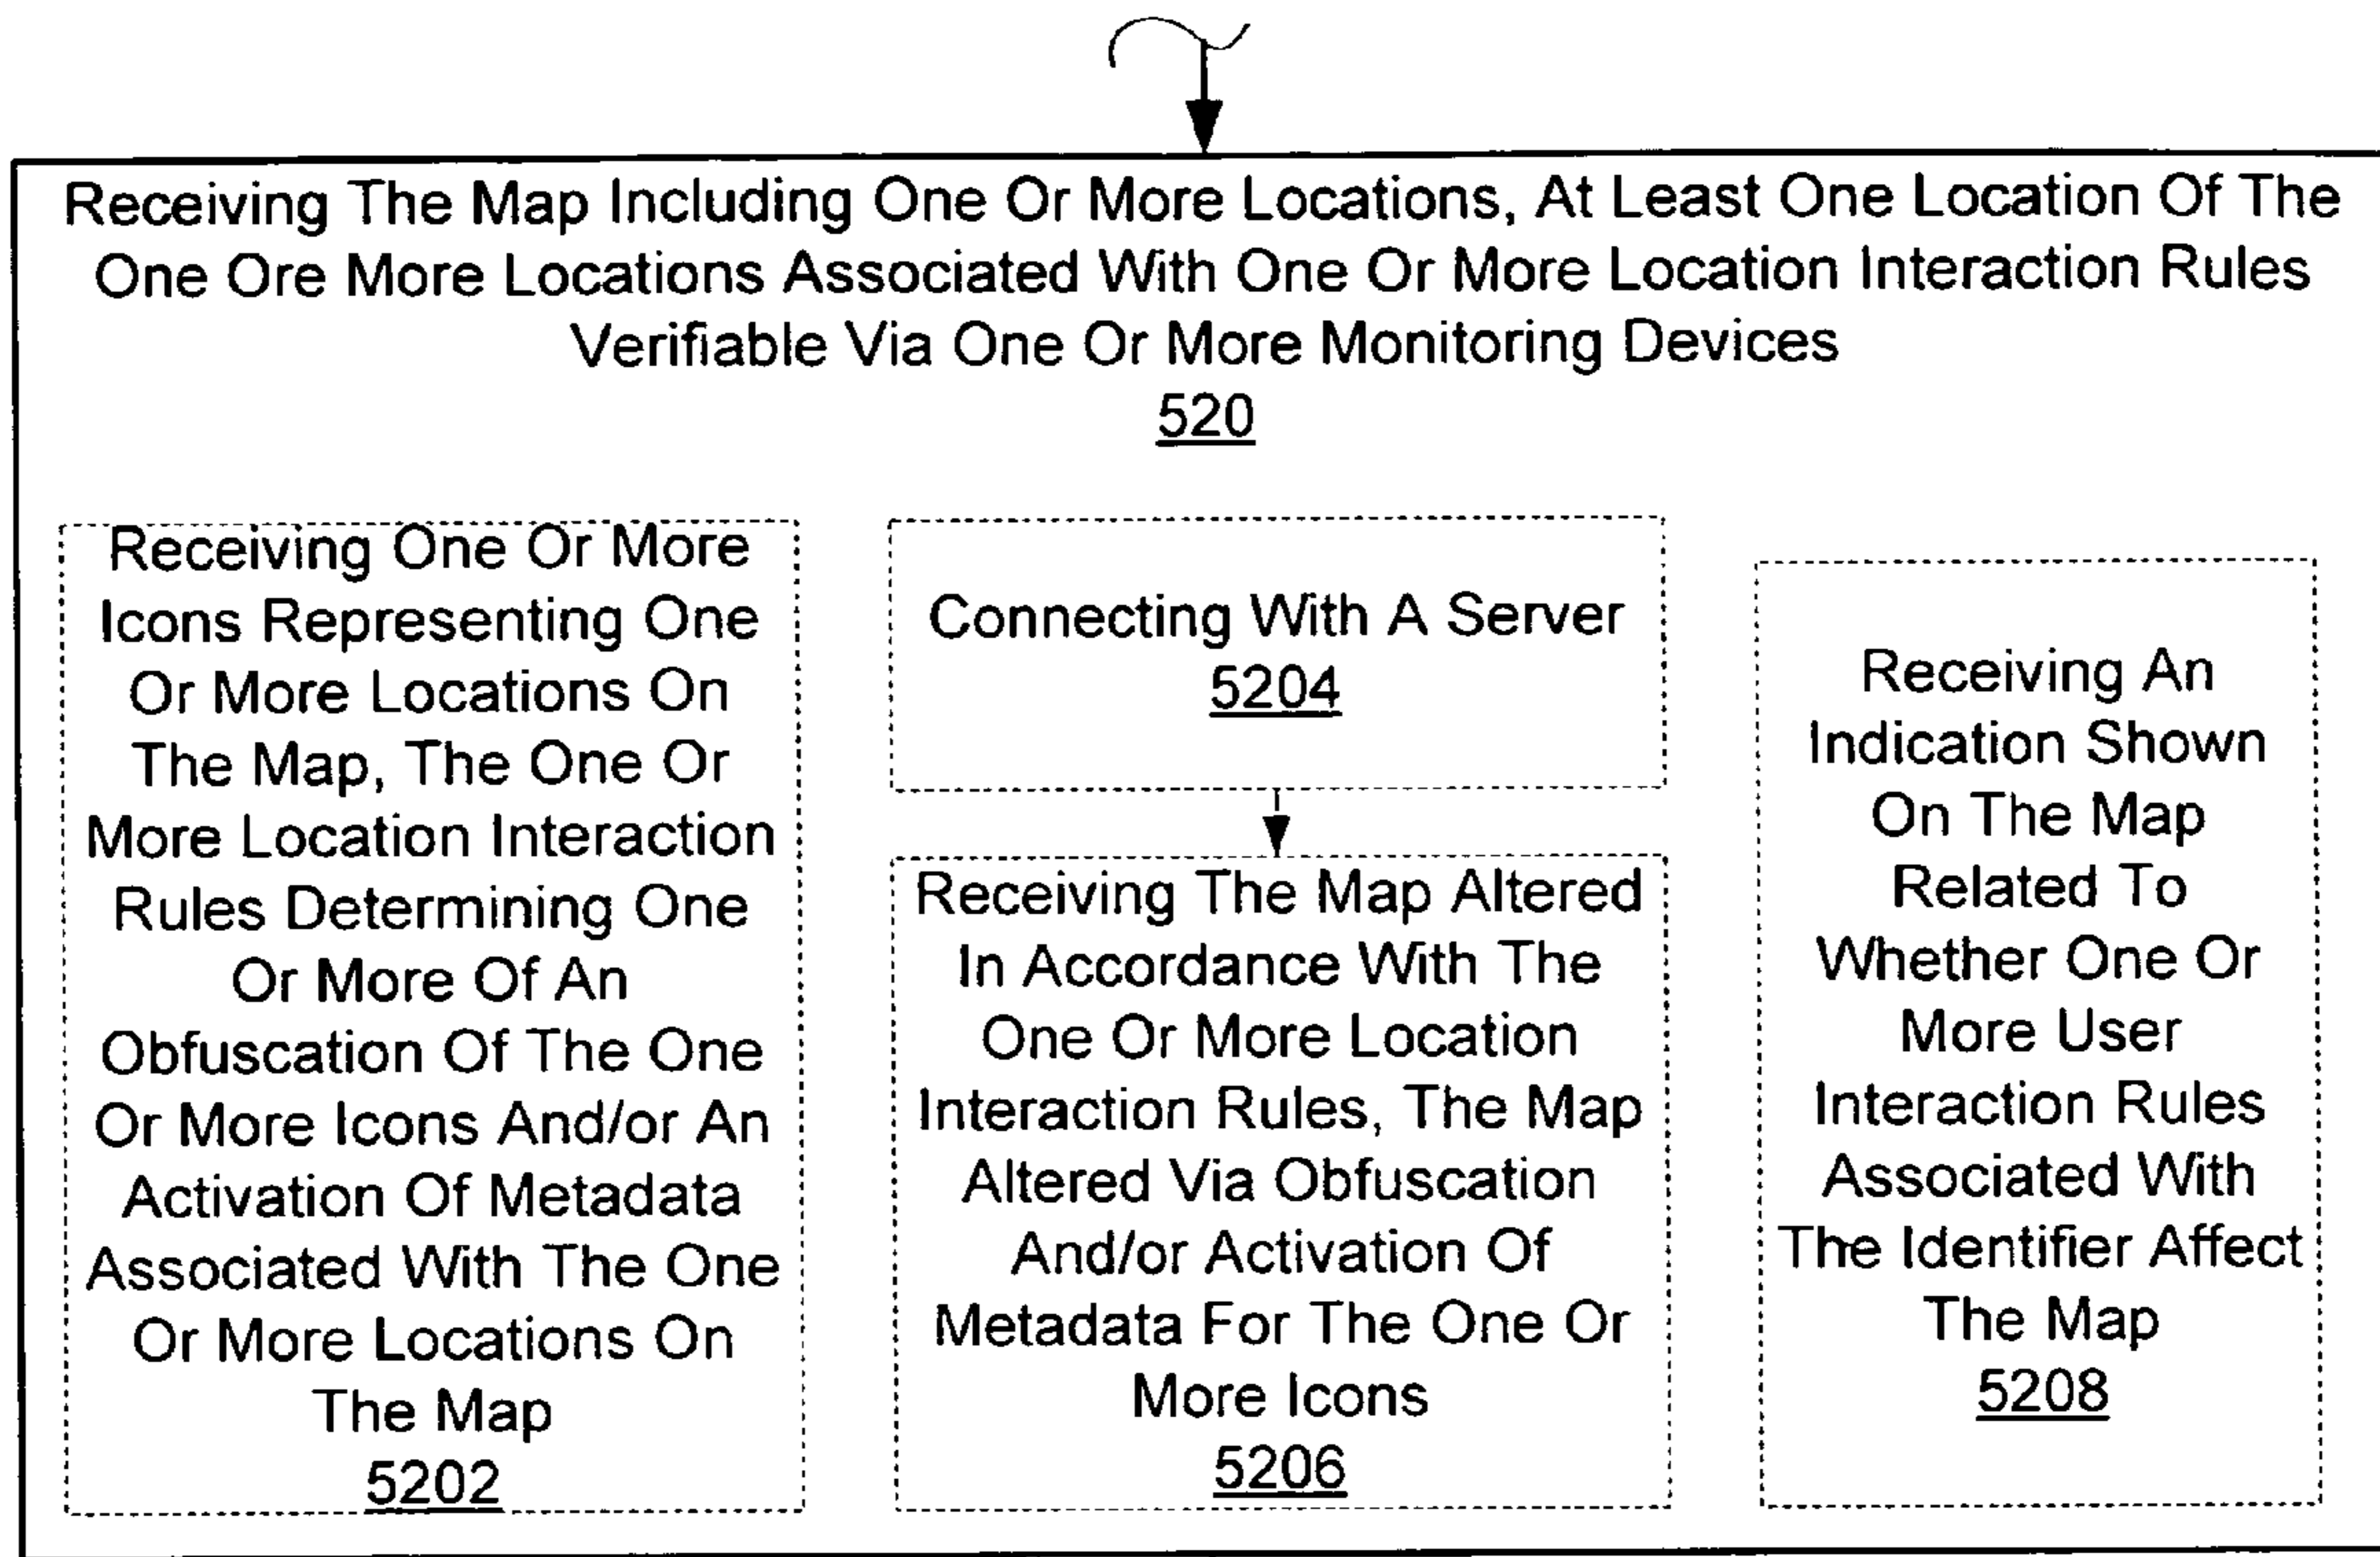 Receiving The Map Including One Or More Locations, At Least One Location Of The
One Ore More Locations Associated With One Or More Location Interaction Rules
Verifiable Via One Or More Monitoring Devices
520
Receiving One Or More
Icons Representing One
Or More Locations On
The Map, The One Or
More Location Interaction
Rules Determining One
Or More Of An
Obfuscation Of The One
Or More Icons And/or An
Activation Of Metadata
Associated With The One
Or More Locations On
The Map
5202
Connecting With A Server
5204
Receiving The Map Altered
In Accordance With The
One Or More Location
Interaction Rules, The Map
Altered Via Obfuscation
And/or Activation Of
Metadata For The One Or
More Icons
5206
Receiving An
Indication Shown
On The Map
Related To
Whether One Or
More User
Interaction Rules
Associated With
The Identifier Affect
The Map
5208